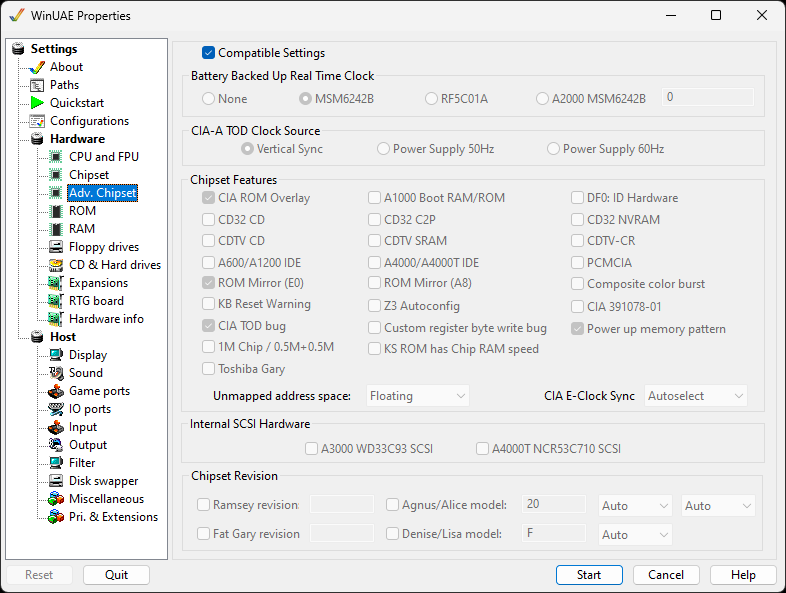 WinUAE Properties
Settings
About
Paths
Quickstart
Configurations
Hardware
CPU and FPU
Chipset
Adv. Chipset
ROM
RAM
Floppy drives
CD & Hard drives
Expansions
RTG board
Hardware info
Host
Display
Sound
Game ports
IO ports
Input
Output
Filter
Disk swapper
Miscellaneous
Pri. & Extensions
Compatible Settings
Battery Backed Up Real Time Clock
None MSM6242B RF5C01A A2000 MSM6242B 0
CIA-A TOD Clock Source
Vertical Sync Power Supply 50Hz Power Supply 60Hz
Chipset Features
CIA ROM Overlay A1000 Boot RAM/ROM DF0: ID Hardware
CD32 CD CD32 C2P CD32 NVRAM
CDTV CD CDTV SRAM CDTV-CR
A600/A1200 IDE A4000/A4000T IDE PCMCIA
ROM Mirror (E0) ROM Mirror (A8) Composite color burst
KB Reset Warning Z3 Autoconfig CIA 391078-01
CIA TOD bug Custom register byte write bug Power up memory pattern
1M Chip / 0.5M+0.5M KS ROM has Chip RAM speed
Toshiba Gary
Unmapped address space: Floating CIA E-Clock Sync Autoselect
Internal SCSI Hardware
A3000 WD33C93 SCSI A4000T NCR53C710 SCSI
Chipset Revision
Ramsey revision Agnus/Alice model: 20 Auto Auto
Fat Gary revision Denise/Lisa model: F Auto
Reset Quit Start Cancel Help